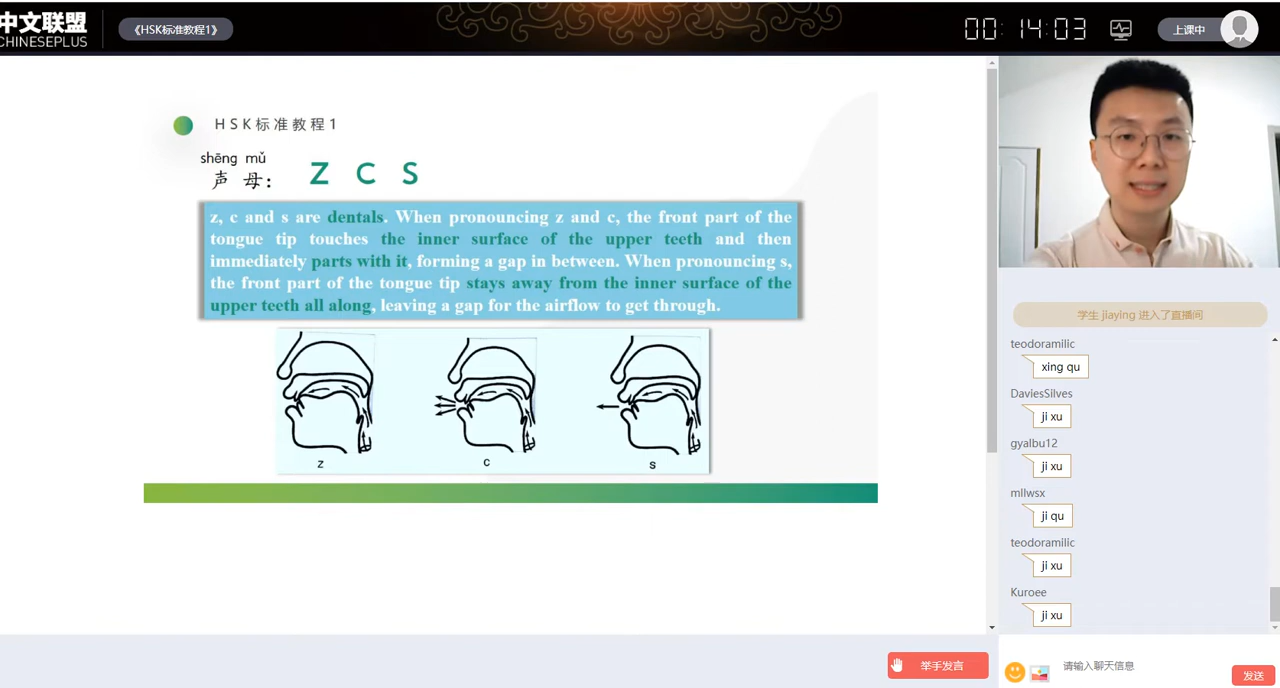 中文联盟
CHINESEPLUS
《HSK标准教程1》
00:14:03
上课中
HSK标准教程1
shēng mǔ
声 母： z c s
z, c and s are dentals. When pronouncing z and c, the front part of the
tongue tip touches the inner surface of the upper teeth and then
immediately parts with it, forming a gap in between. When pronouncing s,
the front part of the tongue tip stays away from the inner surface of the
upper teeth all along, leaving a gap for the airflow to get through.
z c s
学生 jiaying 进入了直播间
teodoramilic
xing qu
DaviesSilves
ji xu
gyalbu12
ji xu
mllwsx
ji qu
teodoramilic
ji xu
Kuroee
ji xu
举手发言
请输入聊天信息
发送